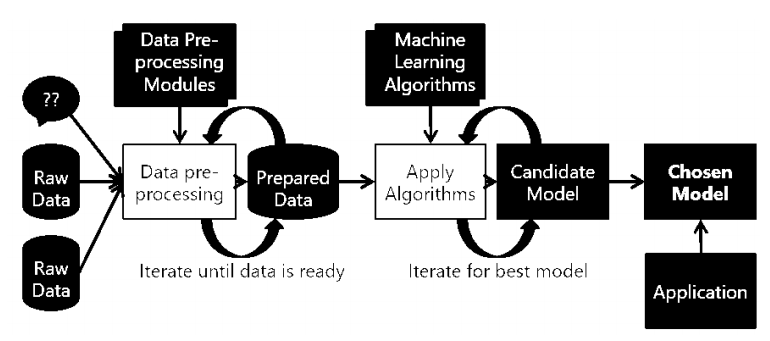 Data Pre-
processing
Modules
Machine
Learning
Algorithms
??
Raw
Data
Raw
Data
Data pre-
processing
Prepared
Data
Apply
Algorithms
Candidate
Model
Chosen
Model
Iterate until data is ready
Iterate for best model
Application